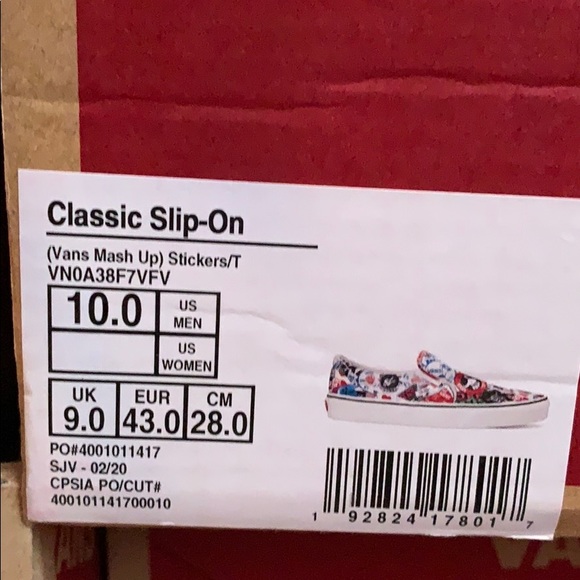 Classic Slip-On
(Vans Mash Up) Stickers/T
VN0A38F7VFV
10.0 US MEN
US WOMEN
UK EUR CM
9.0 43.0 28.0
PO#4001011417
SJV - 02/20
CPSIA PO/CUT#
400101141700010
1 92824 17801 7
VA